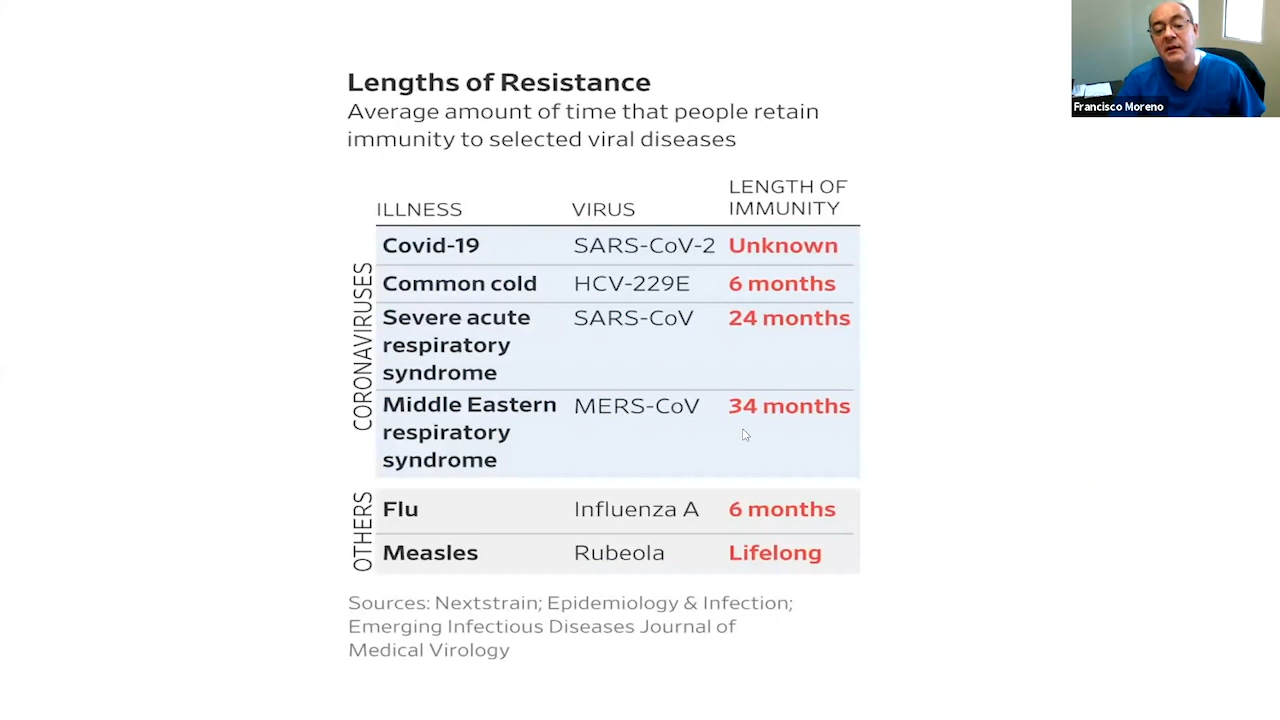 Lengths of Resistance
Average amount of time that people retain
immunity to selected viral diseases
ILLNESS VIRUS LENGTH OF IMMUNITY
CORONAVIRUSES
Covid-19 SARS-CoV-2 Unknown
Common cold HCV-229E 6 months
Severe acute SARS-CoV 24 months
respiratory
syndrome
Middle Eastern MERS-CoV 34 months
respiratory
syndrome
OTHERS
Flu Influenza A 6 months
Measles Rubeola Lifelong
Sources: Nextstrain; Epidemiology & Infection;
Emerging Infectious Diseases Journal of
Medical Virology
Francisco Moreno